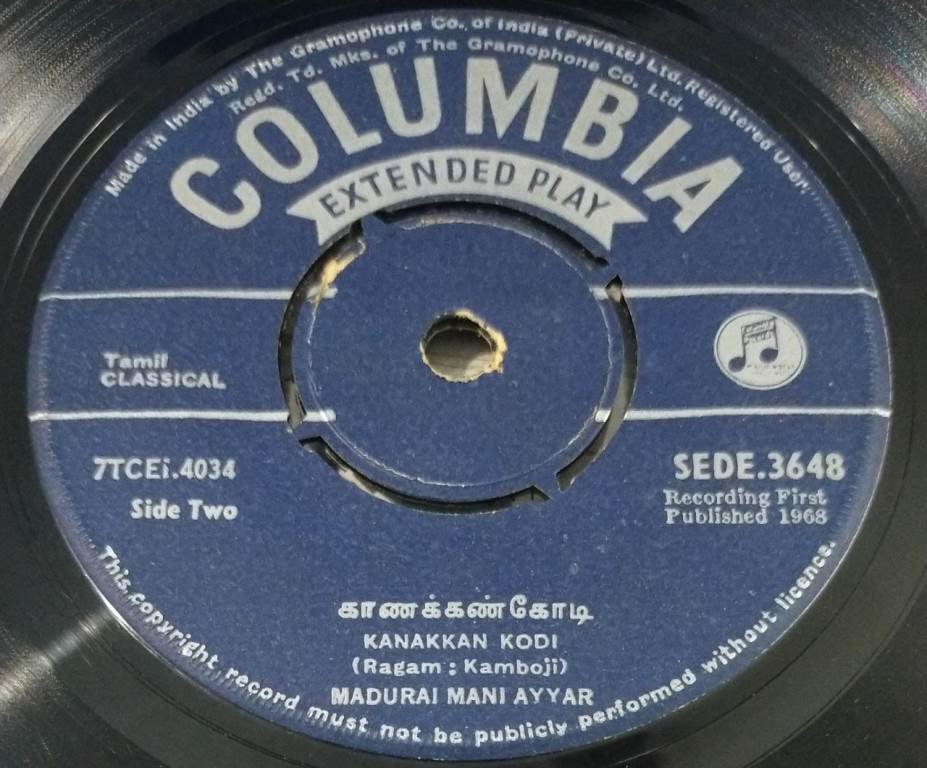 Made in India by The Gramophone Co., of India (Private) Ltd. Registered User.
Regd. Td. Mks. of The Gramophone Co. Ltd.
COLUMBIA
EXTENDED PLAY
Tamil
CLASSICAL
7TCEi.4034
Side Two
SEDE.3648
Recording First
Published 1968
காணக்கண் கோடி
KANAKKAN KODI
(Ragam : Kamboji)
MADURAI MANI AYYAR
This copyright record must not be publicly performed without licence.